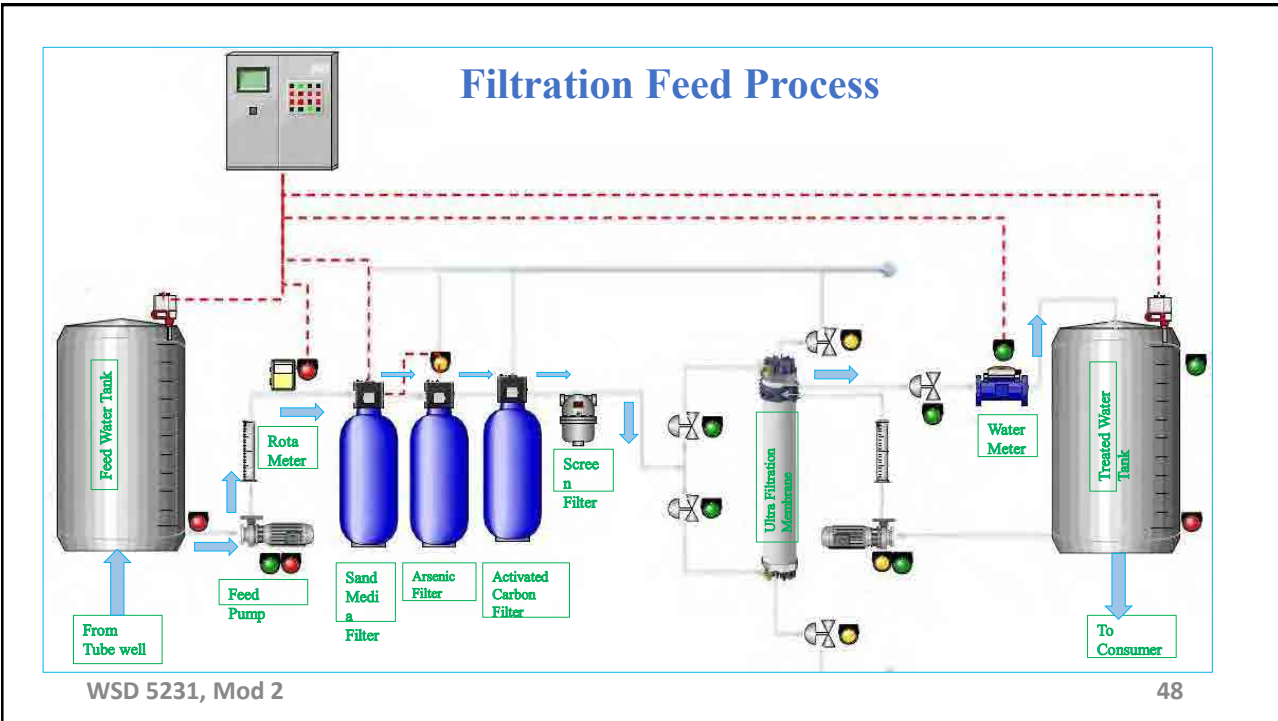 Filtration Feed Process
Feed Water Tank
From
Tube well
Feed
Pump
Rota
Meter
Sand
Medi
a
Filter
Arsenic
Filter
Activated
Carbon
Filter
Scree
n
Filter
Ultra Filtration
Membrane
Water
Meter
Treated Water
Tank
To
Consumer
WSD 5231, Mod 2
48